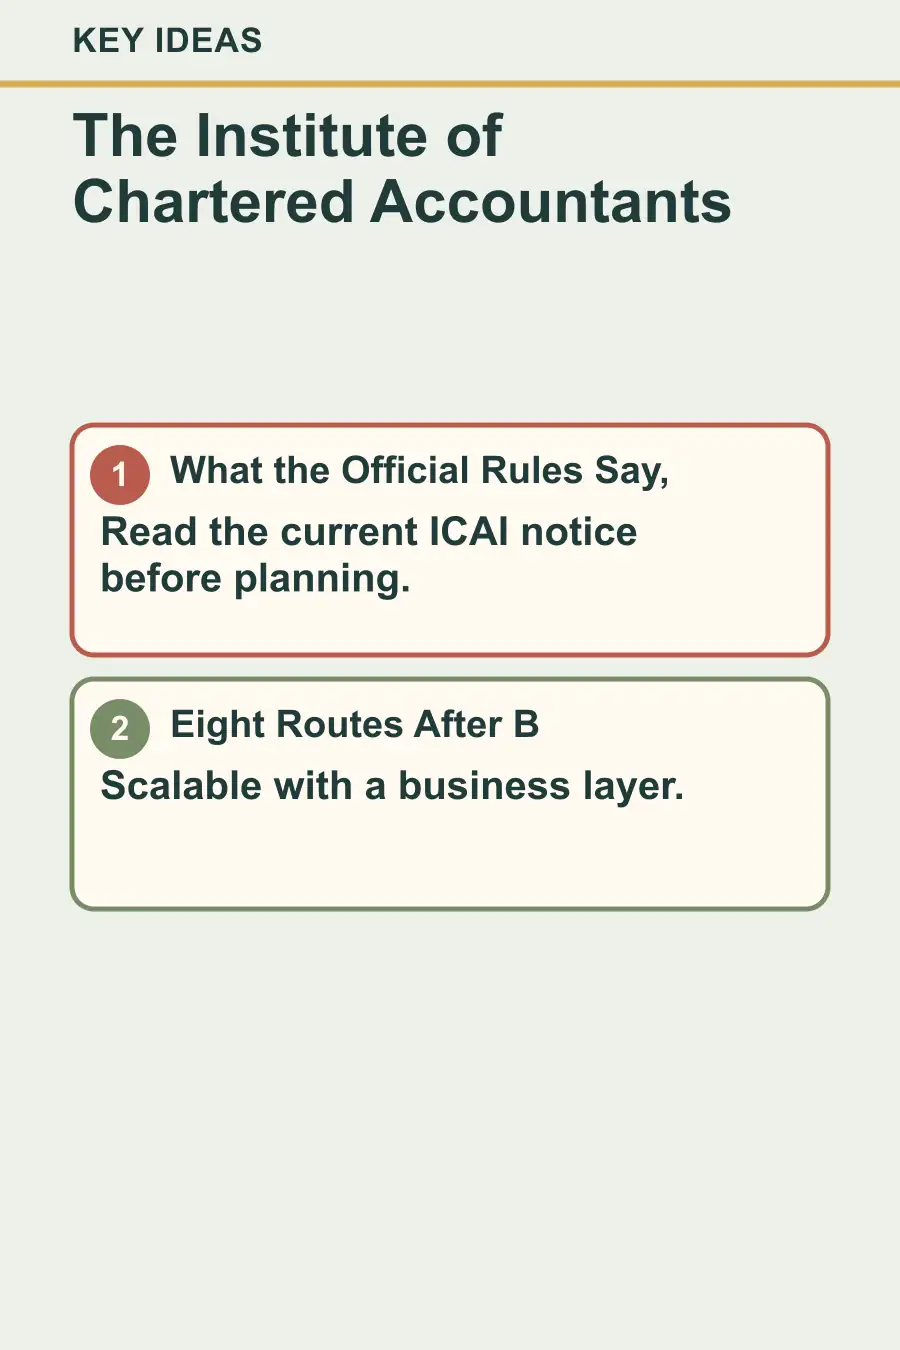 KEY IDEAS
The Institute of
Chartered Accountants
1 What the Official Rules Say,
Read the current ICAI notice
before planning.
2 Eight Routes After B
Scalable with a business layer.